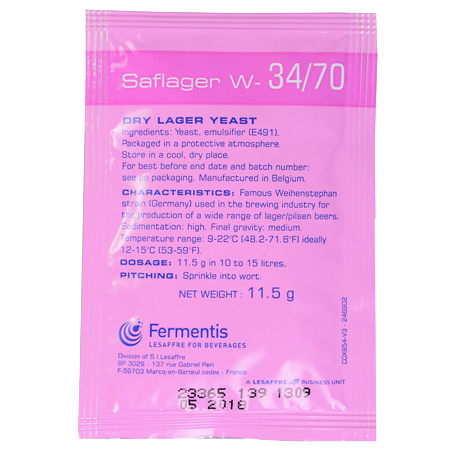 Saflager W- 34/70
DRY LAGER YEAST
Ingredients: Yeast, emulsifier (E491).
Packaged in a protective atmosphere.
Store in a cool, dry place.
For best before end date and batch number:
see on packaging. Manufactured in Belgium.
CHARACTERISTICS: Famous Weihenstephan
strain (Germany) used in the brewing industry for
the production of a wide range of lager/pilsen beers.
Sedimentation: high. Final gravity: medium.
Temperature range: 9-22°C (48.2-71.6°F) ideally
12-15°C (53-59°F).
DOSAGE: 11.5 g in 10 to 15 litres.
PITCHING: Sprinkle into wort.
NET WEIGHT : 11.5 g
Fermentis
LESAFFRE FOR BEVERAGES
Division of S.I.Lesaffre
BP 3029 - 137 rue Gabriel Péri
F-59703 Marcq-en-Barœul cedex - France
A LESAFFRE BUSINESS UNIT
23365 139 1309
05 2018